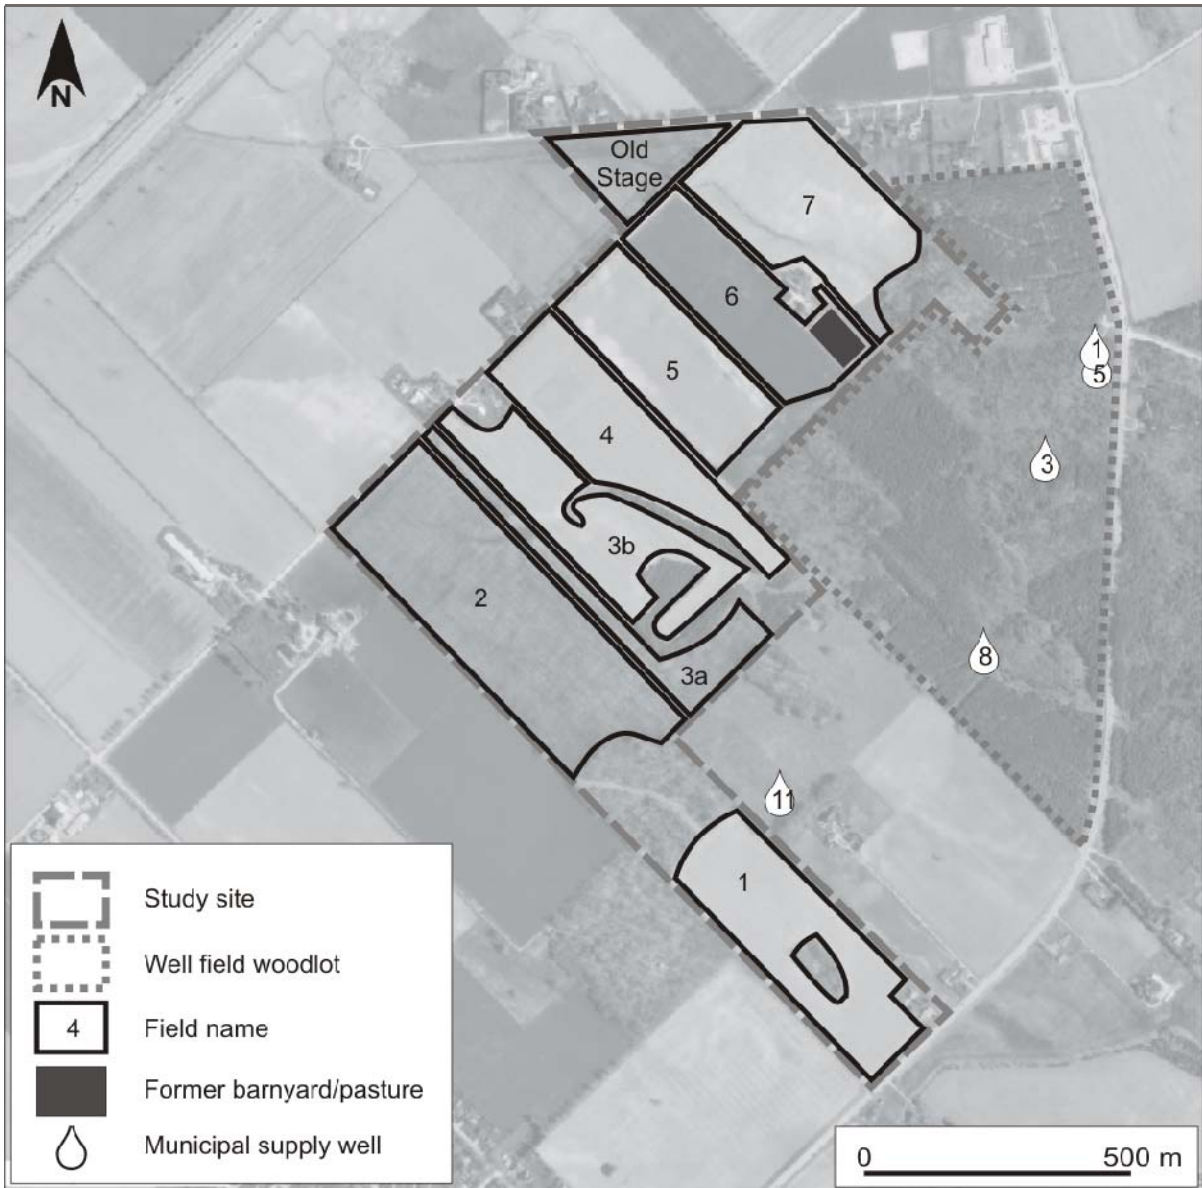 N
Old
Stage
7
6
5
1
5
4
3
3b
2
8
3a
11
1
Study site
Well field woodlot
4 Field name
Former barnyard/pasture
Municipal supply well
0 500 m